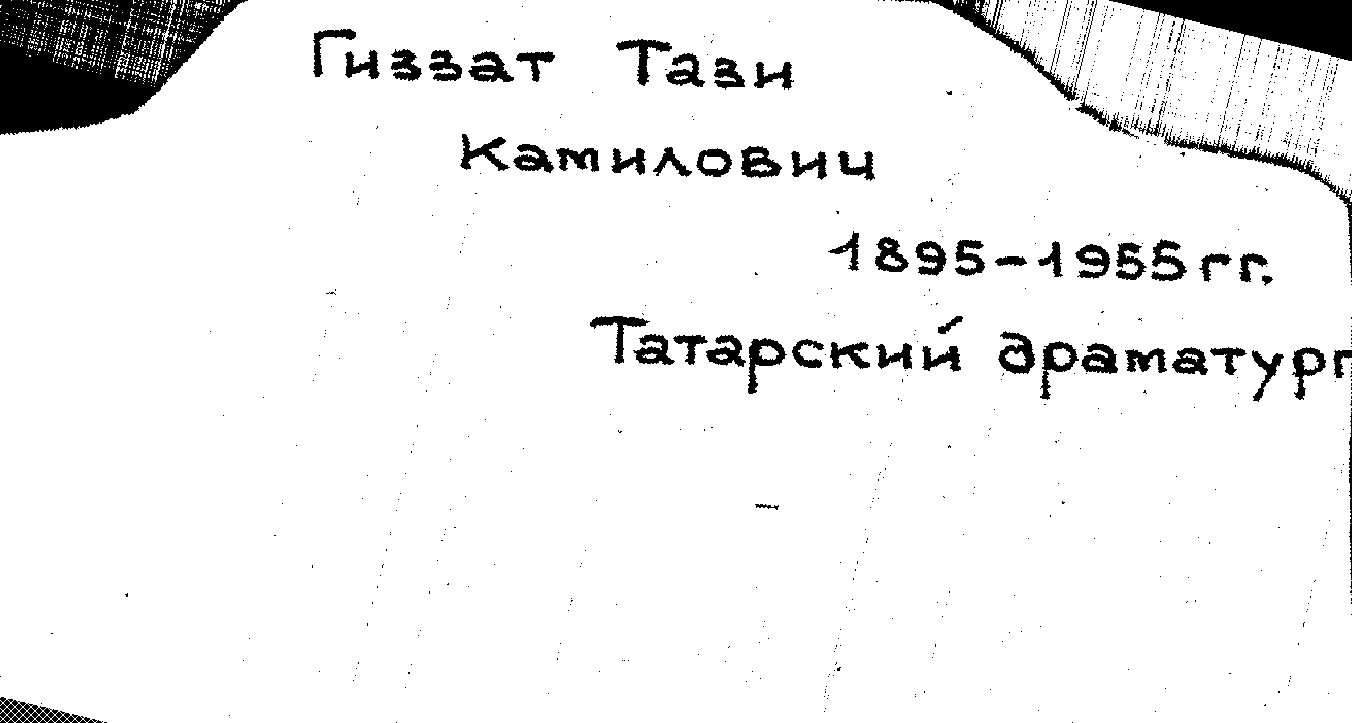 Гиззат Тази
Камилович
1895-1955 гг.
Татарский драматург